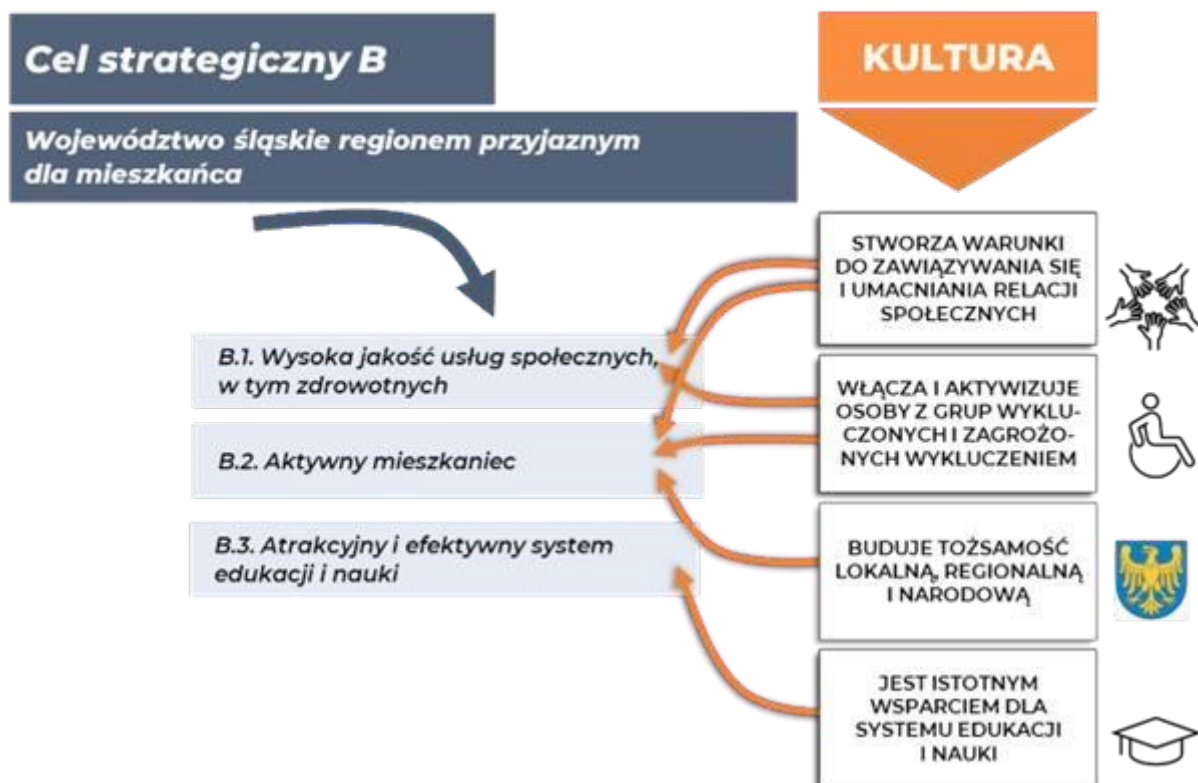 Cel strategiczny B
Województwo śląskie regionem przyjaznym
dla mieszkańca
B.1. Wysoka jakość usług społecznych,
w tym zdrowotnych
B.2. Aktywny mieszkaniec
B.3. Atrakcyjny i efektywny system
edukacji i nauki
KULTURA
STWORZA WARUNKI
DO ZAWIĄZYWANIA SIĘ
I UMACNIANIA RELACJI
SPOŁECZNYCH
WŁĄCZA I AKTYWIZUJE
OSOBY Z GRUP WYKLU-
CZONYCH I ZAGROŻO-
NYCH WYKLUCZENIEM
BUDUJE TOŻSAMOŚĆ
LOKALNĄ, REGIONALNĄ
I NARODOWĄ
JEST ISTOTNYM
WSPARCIEM DLA
SYSTEMU EDUKACJI
I NAUKI